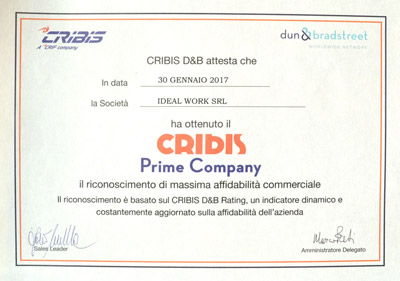 CRIBIS
A CRIF company
dun & bradstreet
WORLDWIDE NETWORK
CRIBIS D&B attesta che
In data 30 GENNAIO 2017
la Società IDEAL WORK SRL
ha ottenuto il
CRIBIS
Prime Company
il riconoscimento di massima affidabilità commerciale
Il riconoscimento è basato sul CRIBIS D&B Rating, un indicatore dinamico e
costantemente aggiornato sulla affidabilità dell'azienda
Sales Leader
Amministratore Delegato